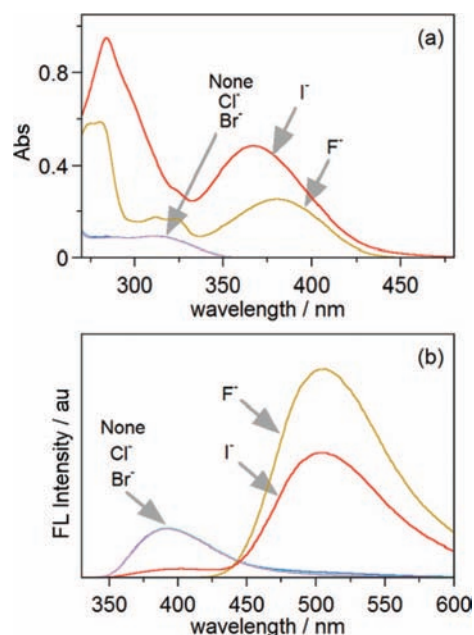 (a)
0.8
0.4
0
Abs
None
Cl⁻
Br⁻
I⁻
F⁻
300
350
400
450
wavelength / nm
(b)
FL Intensity / au
None
Cl⁻
Br⁻
F⁻
I⁻
350
400
450
500
550
600
wavelength / nm